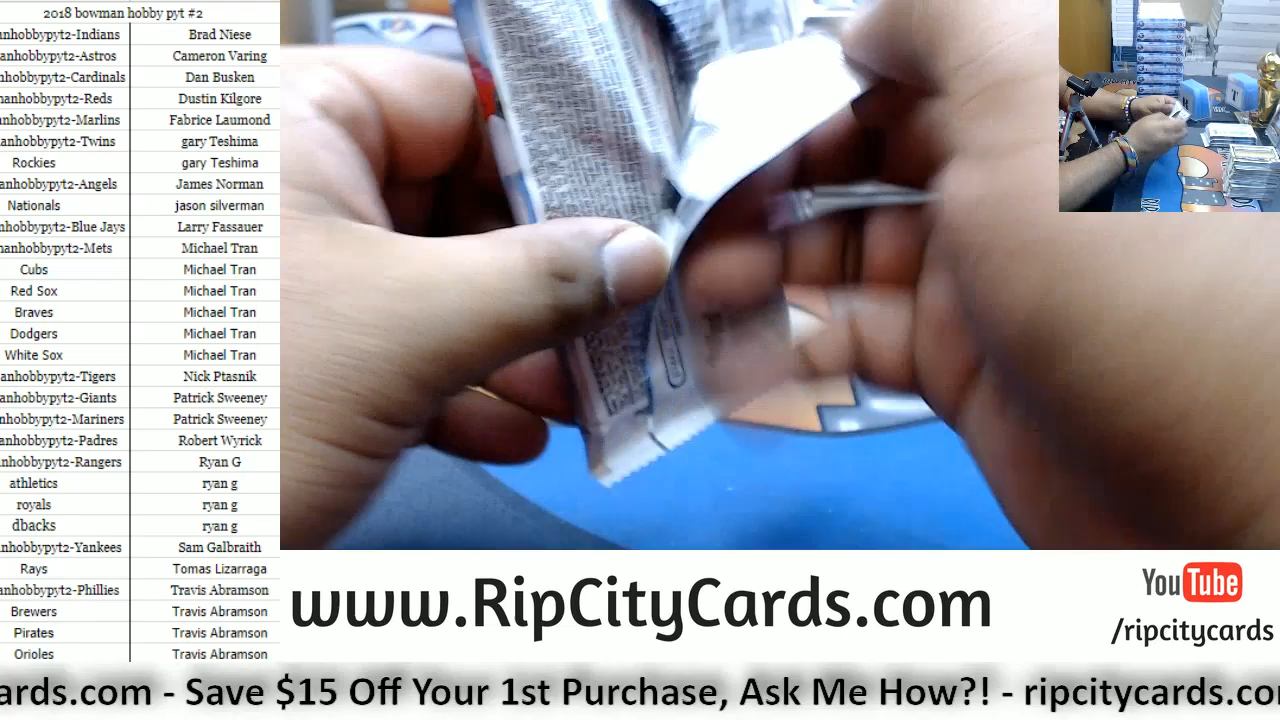 2018 bowman hobby pyt #2
nhobbypyt2-Indians Brad Niese
anhobbypyt2-Astros Cameron Varing
nhobbypyt2-Cardinals Dan Busken
manhobbypyt2-Reds Dustin Kilgore
anhobbypyt2-Marlins Fabrice Laumond
anhobbypyt2-Twins gary Teshima
Rockies gary Teshima
anhobbypyt2-Angels James Norman
Nationals jason silverman
nhobbypyt2-Blue Jays Larry Fassauer
manhobbypyt2-Mets Michael Tran
Cubs Michael Tran
Red Sox Michael Tran
Braves Michael Tran
Dodgers Michael Tran
White Sox Michael Tran
anhobbypyt2-Tigers Nick Ptasnik
anhobbypyt2-Giants Patrick Sweeney
nhobbypyt2-Mariners Patrick Sweeney
anhobbypyt2-Padres Robert Wyrick
nhobbypyt2-Rangers Ryan G
athletics ryan g
royals ryan g
dbacks ryan g
nhobbypyt2-Yankees Sam Galbraith
Rays Tomas Lizarraga
anhobbypyt2-Phillies Travis Abramson
Brewers Travis Abramson
Pirates Travis Abramson
Orioles Travis Abramson
www.RipCityCards.com
YouTube
/ripcitycards
ards.com - Save $15 Off Your 1st Purchase, Ask Me How?! - ripcitycards.co